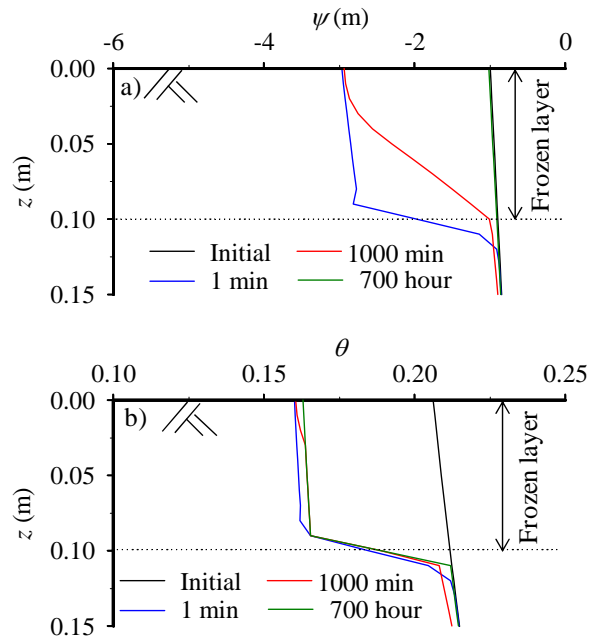 ψ (m)
-6 -4 -2 0
0.00
0.05
0.10
0.15
z (m)
a)
Frozen layer
Initial 1000 min
1 min 700 hour
θ
0.10 0.15 0.20 0.25
0.00
0.05
0.10
0.15
z (m)
b)
Frozen layer
Initial 1000 min
1 min 700 hour